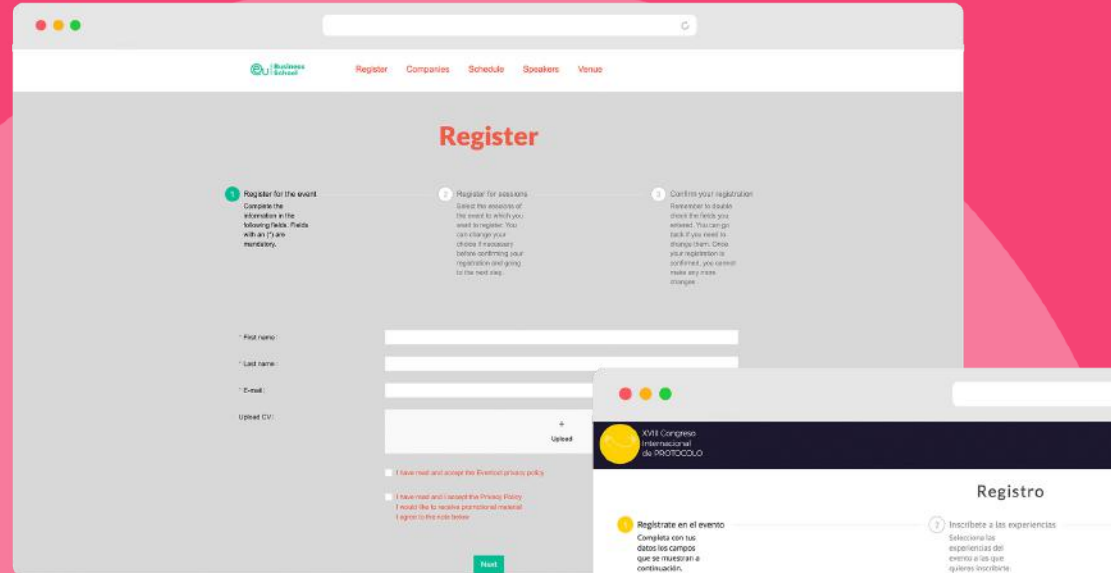 eu Business
School
Register Companies Schedule Speakers Venue
Register
1 Register for the event
Complete the
information in the
following fields. Fields
with an (*) are
mandatory.
2 Register for sessions
Select the sessions of
the event to which you
want to register. You
can change your
choice if necessary
before confirming your
registration and going
to the next step.
3 Confirm your registration
Remember to double
check the fields you
entered. You can go
back if you need to
change them. Once
your registration is
confirmed, you cannot
make any more
changes.
* First name:
* Last name:
* E-mail:
Upload CV:
+
Upload
I have read and accept the Eventool privacy policy
I have read and I accept the Privacy Policy
I would like to receive promotional material
I agree to the note below
Next
XVIII Congreso
Internacional
de PROTOCOLO
Registro
1 Regístrate en el evento
Completa con tus
datos los campos
que se muestran a
continuación.
2 Inscríbete a las experiencias
Selecciona las
experiencias del
evento a las que
quieres inscribirte.